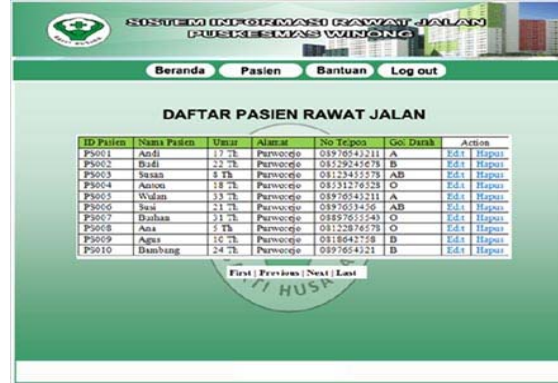 SISTEM INFORMASI RAWAT JALAN
PUSKESMAS WINONG
BAKTI HUSADA
Beranda Pasien Bantuan Log out
DAFTAR PASIEN RAWAT JALAN
ID Pasien Nama Pasien Umur Alamat No Telpon Gol Darah Action
PS001 Andi 17 Th Purworejo 08976543211 A Edit Hapus
PS002 Budi 22 Th Purworejo 08529245678 B Edit Hapus
PS003 Susan 8 Th Purworejo 08123455578 AB Edit Hapus
PS004 Anton 18 Th Purworejo 08531276528 O Edit Hapus
PS005 Wulan 33 Th Purworejo 08976543211 A Edit Hapus
PS006 Susi 21 Th Purworejo 0897653456 AB Edit Hapus
PS007 31 Th Purworejo 08897655543 O Edit Hapus
PS008 Ana 5 Th Purworejo 08122876578 O Edit Hapus
PS009 Agus 10 Th Purworejo 0818642758 B Edit Hapus
PS010 Bambang 24 Th Purworejo 0897654321 B Edit Hapus
First | Previous | Next | Last
BAKTI HUSADA